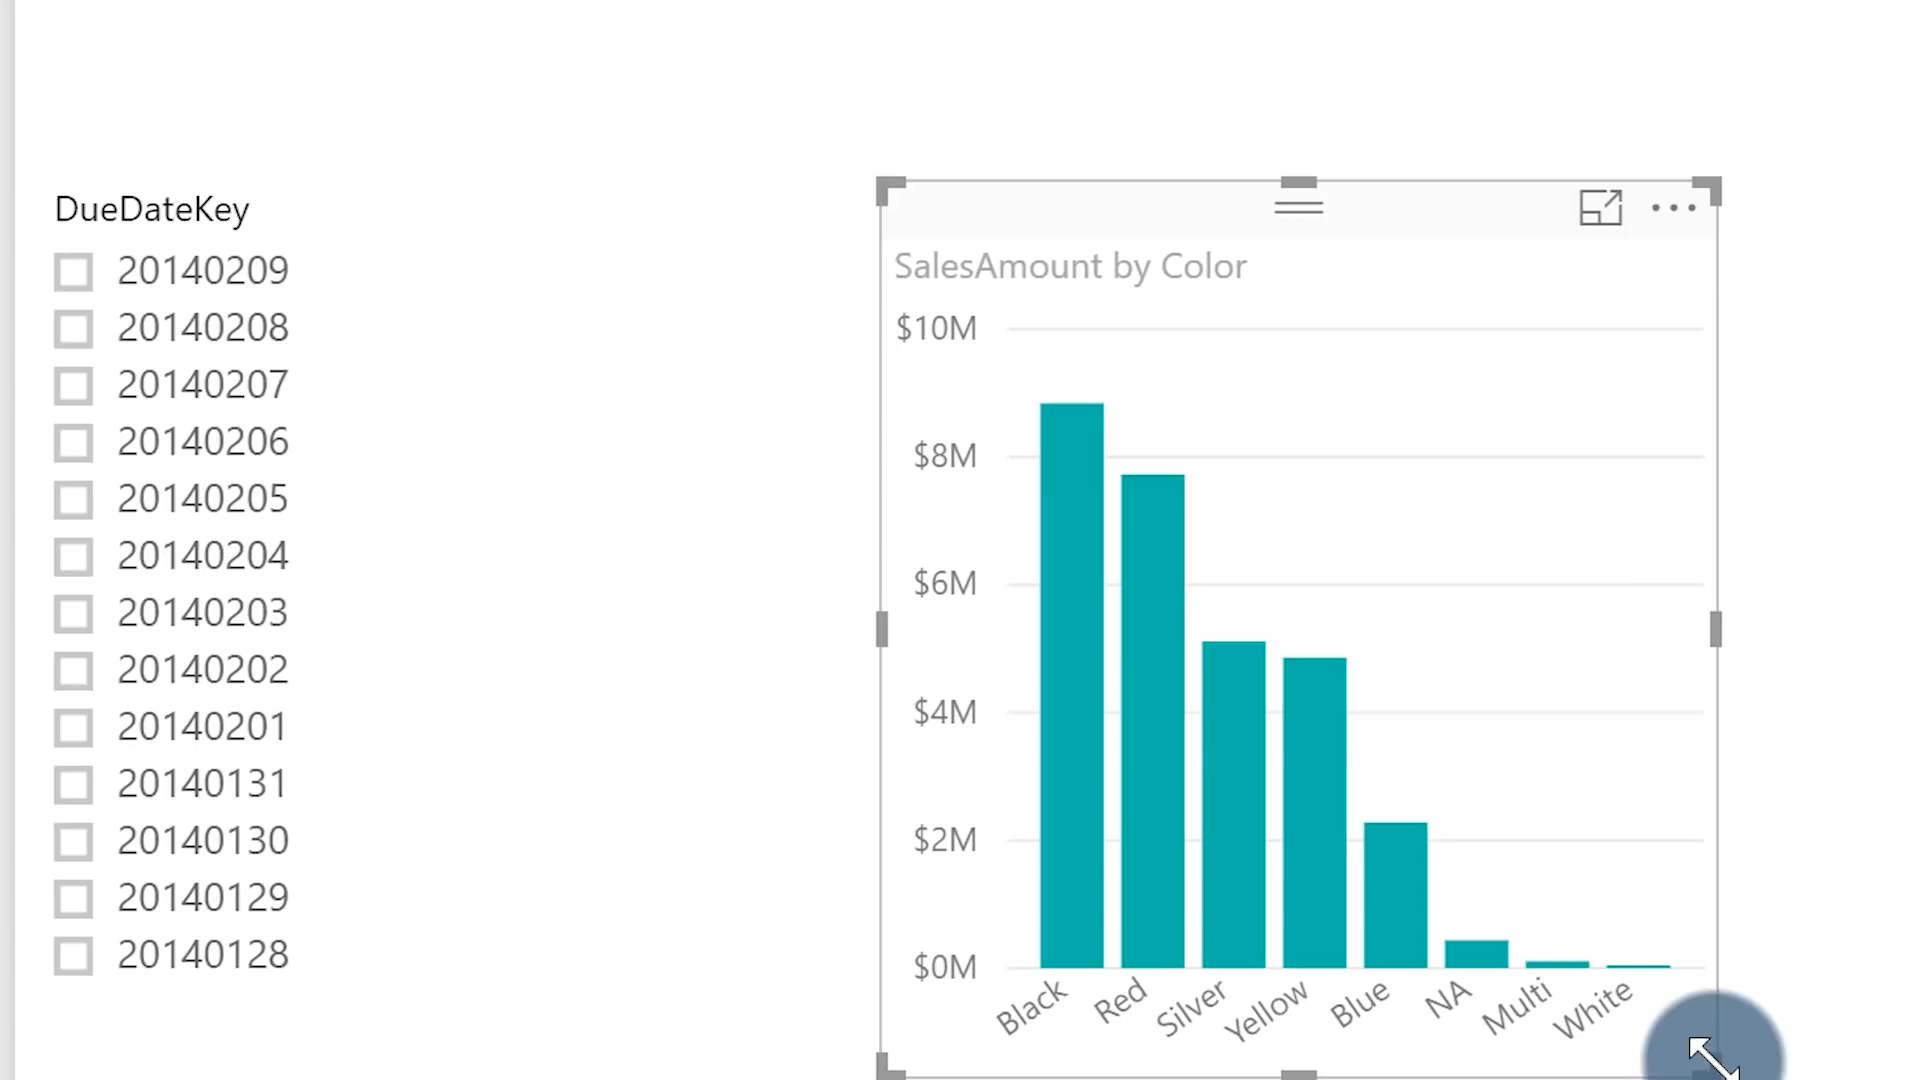 DueDateKey
20140209
20140208
20140207
20140206
20140205
20140204
20140203
20140202
20140201
20140131
20140130
20140129
20140128
SalesAmount by Color
$10M
$8M
$6M
$4M
$2M
$0M
Black
Red
Silver
Yellow
Blue
NA
Multi
White